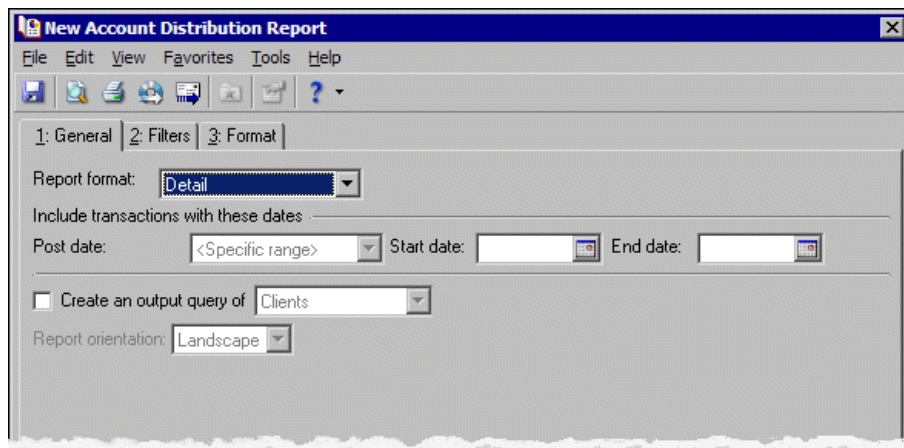 New Account Distribution Report
File Edit View Favorites Tools Help
1: General 2: Filters 3: Format
Report format: Detail
Include transactions with these dates
Post date: <Specific range> Start date: End date:
Create an output query of Clients
Report orientation: Landscape